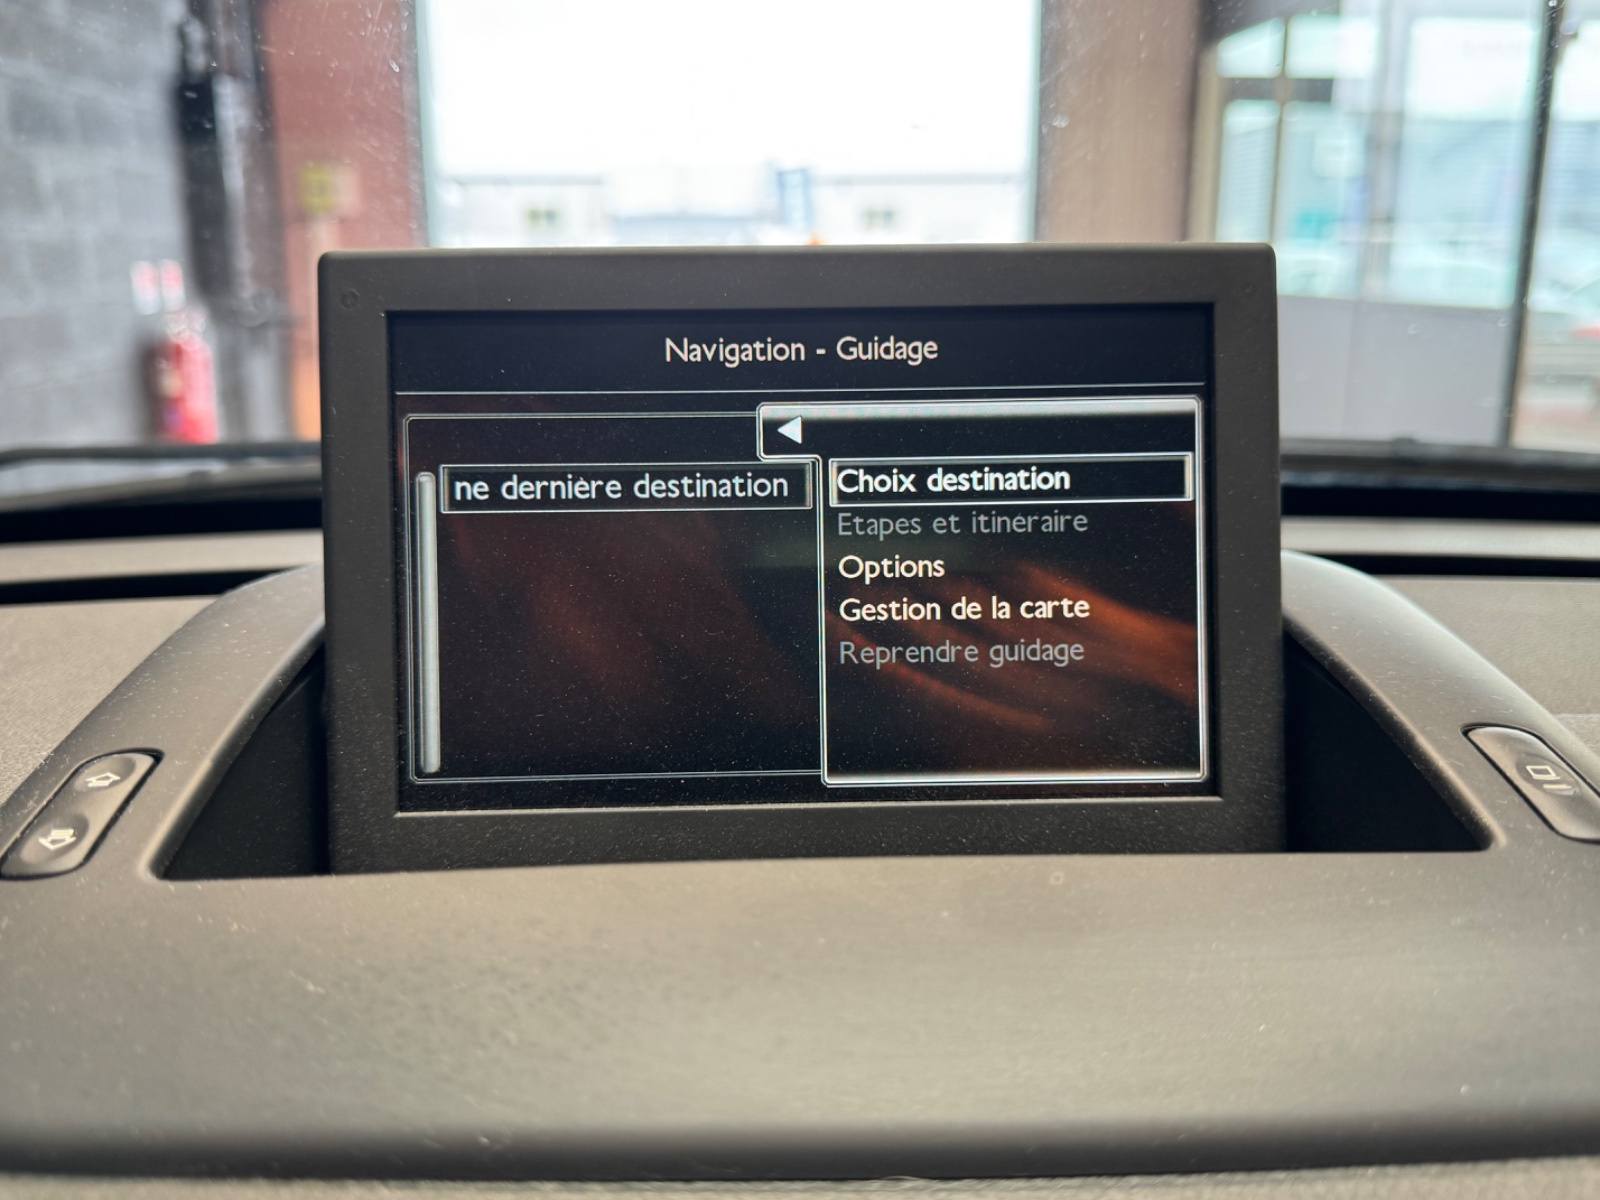 Navigation - Guidage
ne dernière destination
Choix destination
Etapes et itinéraire
Options
Gestion de la carte
Reprendre guidage